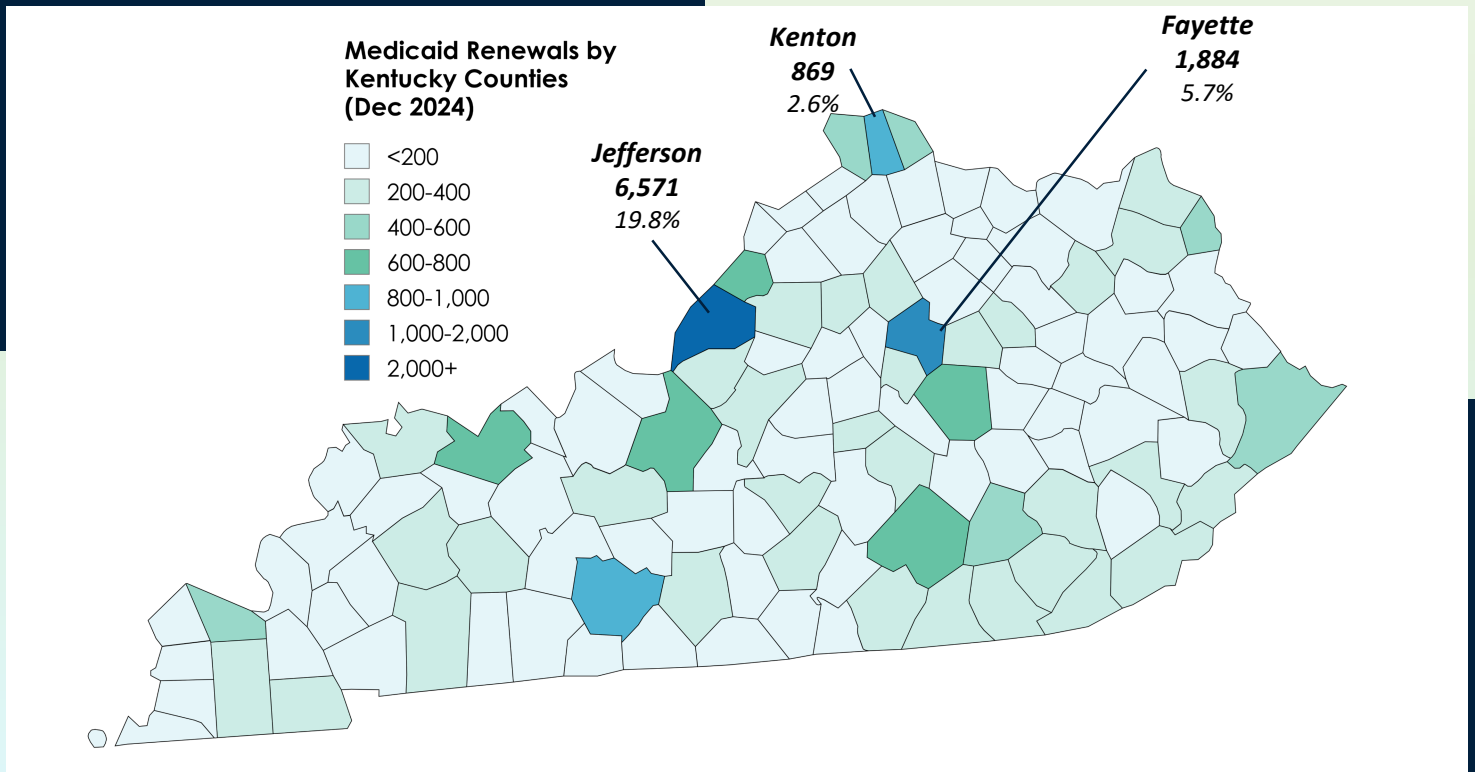 Medicaid Renewals by
Kentucky Counties
(Dec 2024)
<200
200-400
400-600
600-800
800-1,000
1,000-2,000
2,000+
Jefferson
6,571
19.8%
Kenton
869
2.6%
Fayette
1,884
5.7%